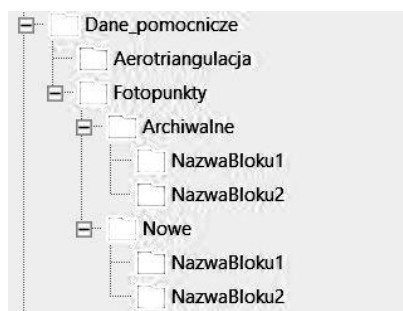 Dane_pomocnicze
Aerotriangulacja
Fotopunkty
Archiwalne
NazwaBloku1
NazwaBloku2
Nowe
NazwaBloku1
NazwaBloku2